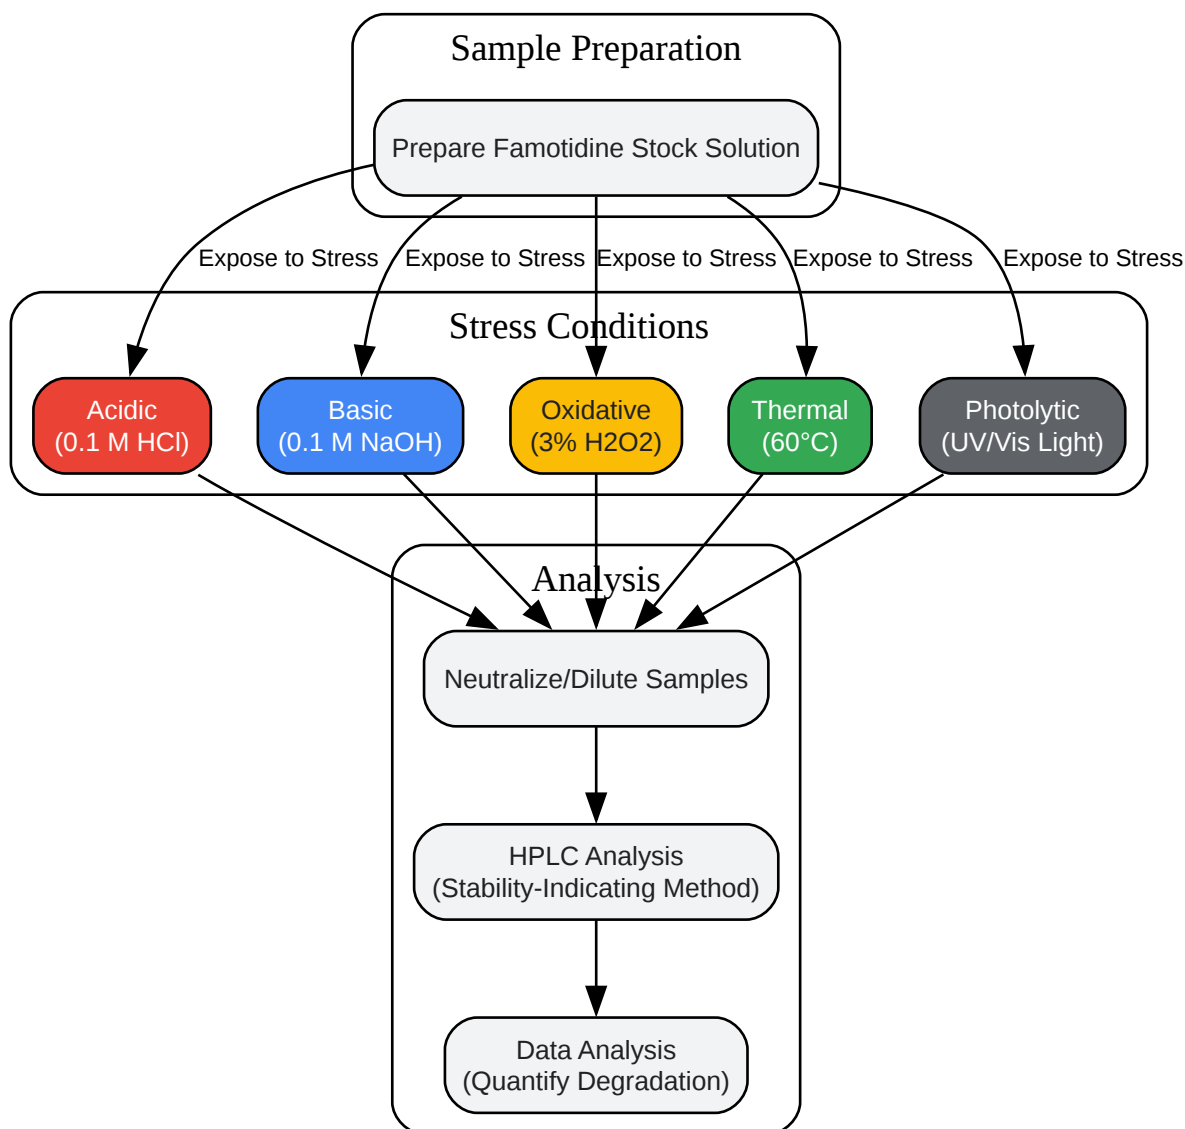 Sample Preparation
Prepare Famotidine Stock Solution
Expose to Stress
Expose to Stress
Expose to Stress
Expose to Stress
Expose to Stress
Stress Conditions
Acidic
(0.1 M HCl)
Basic
(0.1 M NaOH)
Oxidative
(3% H2O2)
Thermal
(60°C)
Photolytic
(UV/Vis Light)
Analysis
Neutralize/Dilute Samples
HPLC Analysis
(Stability-Indicating Method)
Data Analysis
(Quantify Degradation)